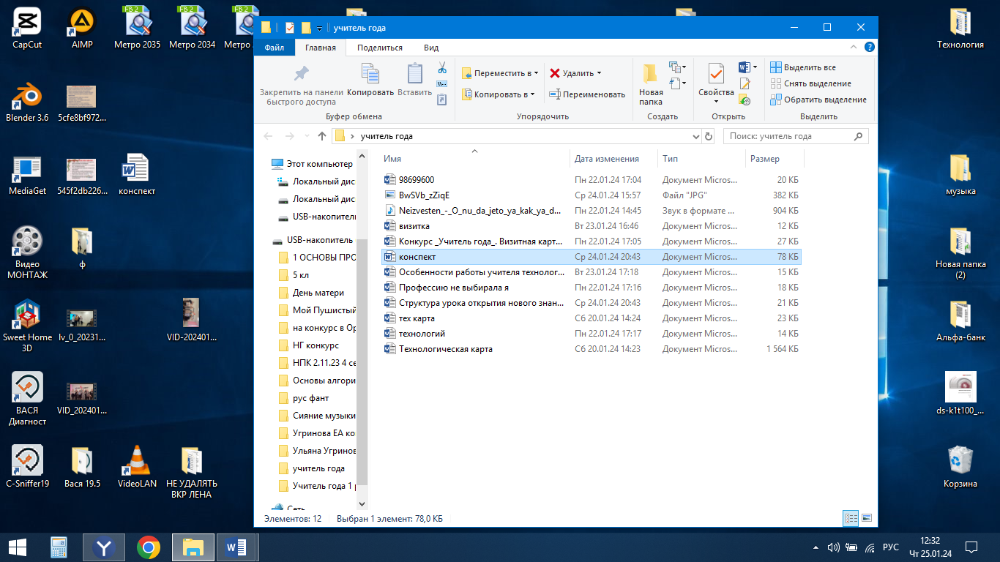 CapCut
AIMP
Метро 2035
Метро 2034
Технология
Blender 3.6
5cfe8bf972...
MediaGet
545f2db226...
конспект
музыка
Видео
МОНТАЖ
ф
Новая папка
(2)
Sweet Home
3D
lv_0_20231...
VID-202401...
Альфа-банк
ВАСЯ
Диагност
VID_202401...
ds-k1t100_...
C-Sniffer19
Вася 19.5
VideoLAN
НЕ УДАЛЯТЬ
ВКР ЛЕНА
Корзина
учитель года
Файл
Главная
Поделиться
Вид
Закрепить на панели
быстрого доступа
Копировать
Вставить
Буфер обмена
Переместить в
Копировать в
Удалить
Переименовать
Упорядочить
Новая
папка
Создать
Свойства
Открыть
Выделить все
Снять выделение
Обратить выделение
Выделить
учитель года
Поиск: учитель года
Этот компьютер
Локальный дис
Локальный дис
USB-накопитель
USB-накопитель
1 ОСНОВЫ ПРО
5 кл
День матери
Мой Пушистый
на конкурс в Ор
НГ конкурс
НПК 2.11.23 4 се
Основы алгори
рус фант
Сияние музыки
Угринова ЕА ко
Ульяна Угринов
учитель года
Учитель года 1 р
Сеть
Имя Дата изменения Тип Размер
98699600 Пн 22.01.24 17:04 Документ Micros... 20 КБ
BwSVb_zZiqE Ср 24.01.24 15:57 Файл "JPG" 382 КБ
Neizvesten_-_O_nu_da_jeto_ya_kak_ya_d... Пн 22.01.24 14:45 Звук в формате ... 904 КБ
визитка Вт 23.01.24 16:46 Документ Micros... 12 КБ
Конкурс _Учитель года_. Визитная карт... Пн 22.01.24 17:05 Документ Micros... 27 КБ
конспект Ср 24.01.24 20:43 Документ Micros... 78 КБ
Особенности работы учителя технолог... Вт 23.01.24 17:18 Документ Micros... 15 КБ
Профессию не выбирала я Пн 22.01.24 17:16 Документ Micros... 18 КБ
Структура урока открытия нового знан... Ср 24.01.24 20:43 Документ Micros... 21 КБ
тех карта Сб 20.01.24 14:24 Документ Micros... 23 КБ
технологий Пн 22.01.24 17:17 Документ Micros... 14 КБ
Технологическая карта Сб 20.01.24 14:23 Документ Micros... 1 564 КБ
Элементов: 12 Выбран 1 элемент: 78,0 КБ
РУС
12:32
Чт 25.01.24